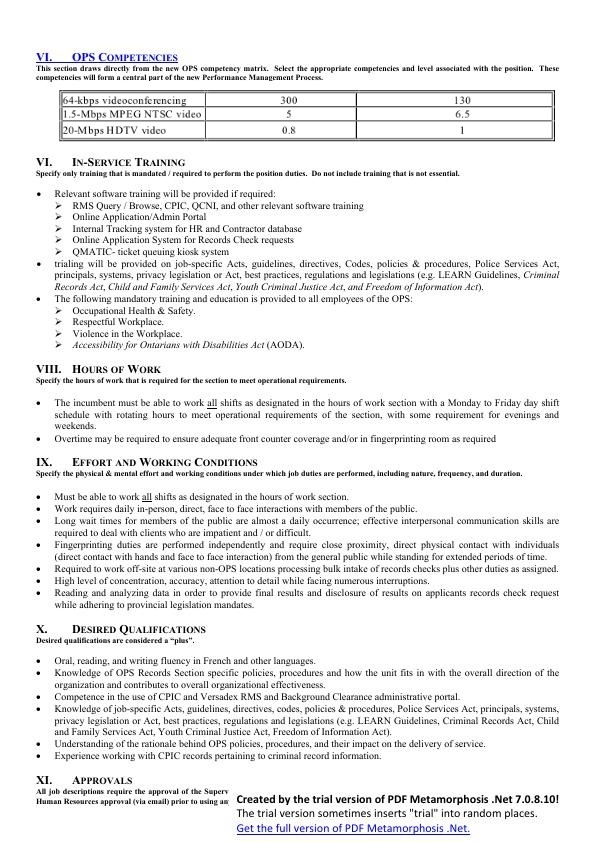 VI. OPS COMPETENCIES
This section draws directly from the new OPS competency matrix. Select the appropriate competencies and level associated with the position. These
competencies will form a central part of the new Performance Management Process.
64-kbps videoconferencing 300 130
1.5-Mbps MPEG NTSC video 5 6.5
20-Mbps HDTV video 0.8 1
VI. IN-SERVICE TRAINING
Specify only training that is mandated / required to perform the position duties. Do not include training that is not essential.
• Relevant software training will be provided if required:
➢ RMS Query / Browse, CPIC, QCNI, and other relevant software training
➢ Online Application/Admin Portal
➢ Internal Tracking system for HR and Contractor database
➢ Online Application System for Records Check requests
➢ QMATIC- ticket queuing kiosk system
• trialing will be provided on job-specific Acts, guidelines, directives, Codes, policies & procedures, Police Services Act,
principals, systems, privacy legislation or Act, best practices, regulations and legislations (e.g. LEARN Guidelines, Criminal
Records Act, Child and Family Services Act, Youth Criminal Justice Act, and Freedom of Information Act).
• The following mandatory training and education is provided to all employees of the OPS:
➢ Occupational Health & Safety.
➢ Respectful Workplace.
➢ Violence in the Workplace.
➢ Accessibility for Ontarians with Disabilities Act (AODA).
VIII. HOURS OF WORK
Specify the hours of work that is required for the section to meet operational requirements.
• The incumbent must be able to work all shifts as designated in the hours of work section with a Monday to Friday day shift
schedule with rotating hours to meet operational requirements of the section, with some requirement for evenings and
weekends.
• Overtime may be required to ensure adequate front counter coverage and/or in fingerprinting room as required
IX. EFFORT AND WORKING CONDITIONS
Specify the physical & mental effort and working conditions under which job duties are performed, including nature, frequency, and duration.
• Must be able to work all shifts as designated in the hours of work section.
• Work requires daily in-person, direct, face to face interactions with members of the public.
• Long wait times for members of the public are almost a daily occurrence; effective interpersonal communication skills are
required to deal with clients who are impatient and / or difficult.
• Fingerprinting duties are performed independently and require close proximity, direct physical contact with individuals
(direct contact with hands and face to face interaction) from the general public while standing for extended periods of time.
• Required to work off-site at various non-OPS locations processing bulk intake of records checks plus other duties as assigned.
• High level of concentration, accuracy, attention to detail while facing numerous interruptions.
• Reading and analyzing data in order to provide final results and disclosure of results on applicants records check request
while adhering to provincial legislation mandates.
X. DESIRED QUALIFICATIONS
Desired qualifications are considered a “plus”.
• Oral, reading, and writing fluency in French and other languages.
• Knowledge of OPS Records Section specific policies, procedures and how the unit fits in with the overall direction of the
organization and contributes to overall organizational effectiveness.
• Competence in the use of CPIC and Versadex RMS and Background Clearance administrative portal.
• Knowledge of job-specific Acts, guidelines, directives, codes, policies & procedures, Police Services Act, principals, systems,
privacy legislation or Act, best practices, regulations and legislations (e.g. LEARN Guidelines, Criminal Records Act, Child
and Family Services Act, Youth Criminal Justice Act, Freedom of Information Act).
• Understanding of the rationale behind OPS policies, procedures, and their impact on the delivery of service.
• Experience working with CPIC records pertaining to criminal record information.
XI. APPROVALS
All job descriptions require the approval of the Superv
Human Resources approval (via email) prior to using an
Created by the trial version of PDF Metamorphosis .Net 7.0.8.10!
The trial version sometimes inserts "trial" into random places.
Get the full version of PDF Metamorphosis .Net.